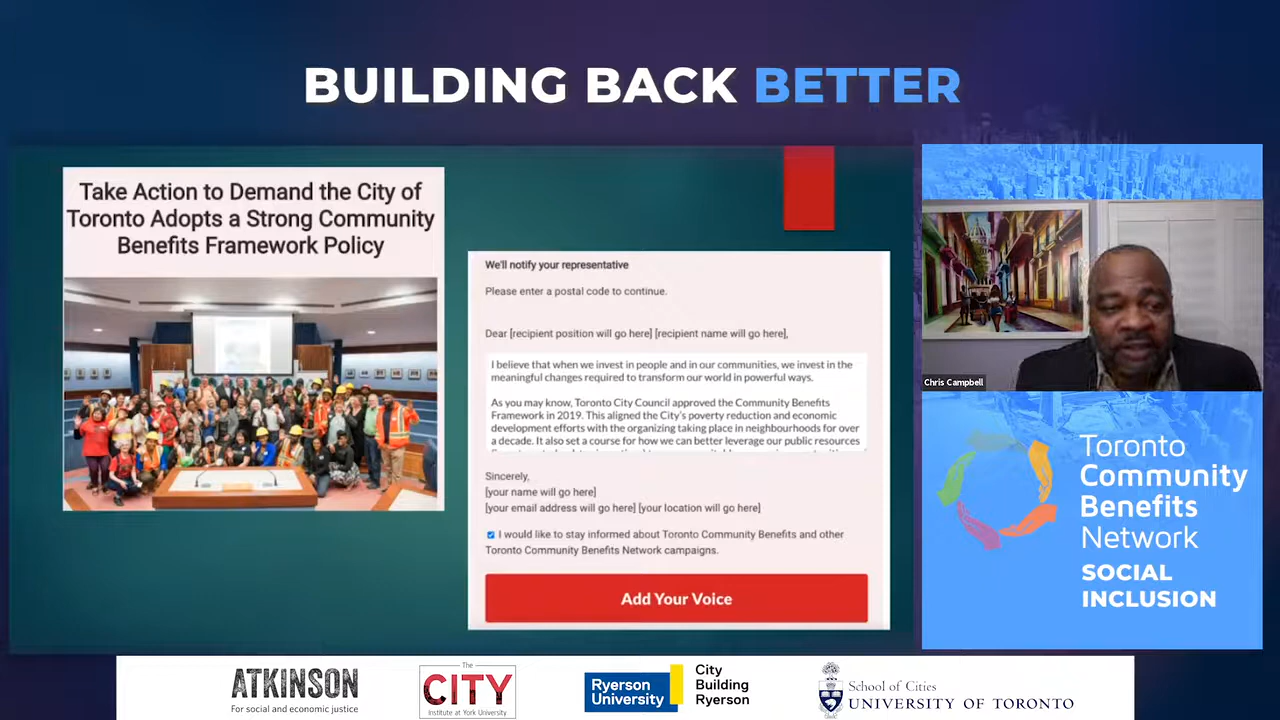 BUILDING BACK BETTER
Take Action to Demand the City of
Toronto Adopts a Strong Community
Benefits Framework Policy
We'll notify your representative
Please enter a postal code to continue.
Dear [recipient position will go here] [recipient name will go here],
I believe that when we invest in people and in our communities, we invest in the
meaningful changes required to transform our world in powerful ways.
As you may know, Toronto City Council approved the Community Benefits
Framework in 2019. This aligned the City's poverty reduction and economic
development efforts with the organizing taking place in neighbourhoods for over
a decade. It also set a course for how we can better leverage our public resources
Sincerely,
[your name will go here]
[your email address will go here] [your location will go here]
I would like to stay informed about Toronto Community Benefits and other
Toronto Community Benefits Network campaigns.
Add Your Voice
Chris Campbell
Toronto
Community
Benefits
Network
SOCIAL
INCLUSION
ATKINSON
For social and economic justice
The
CITY
Institute at York University
Ryerson
University
City
Building
Ryerson
School of Cities
UNIVERSITY OF TORONTO